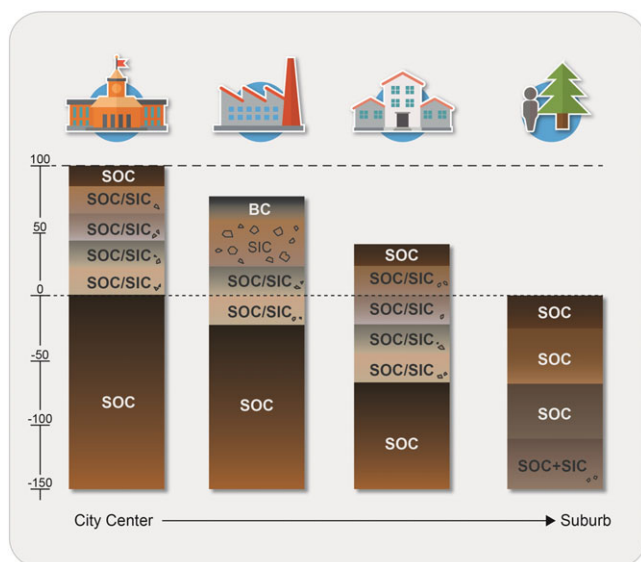 100
50
0
-50
-100
-150
SOC
SOC/SIC
SOC/SIC
SOC/SIC
SOC/SIC
SOC
BC
SIC
SOC/SIC
SOC/SIC
SOC
SOC
SOC/SIC
SOC/SIC
SOC/SIC
SOC/SIC
SOC
SOC
SOC
SOC
SOC+SIC
City Center
Suburb